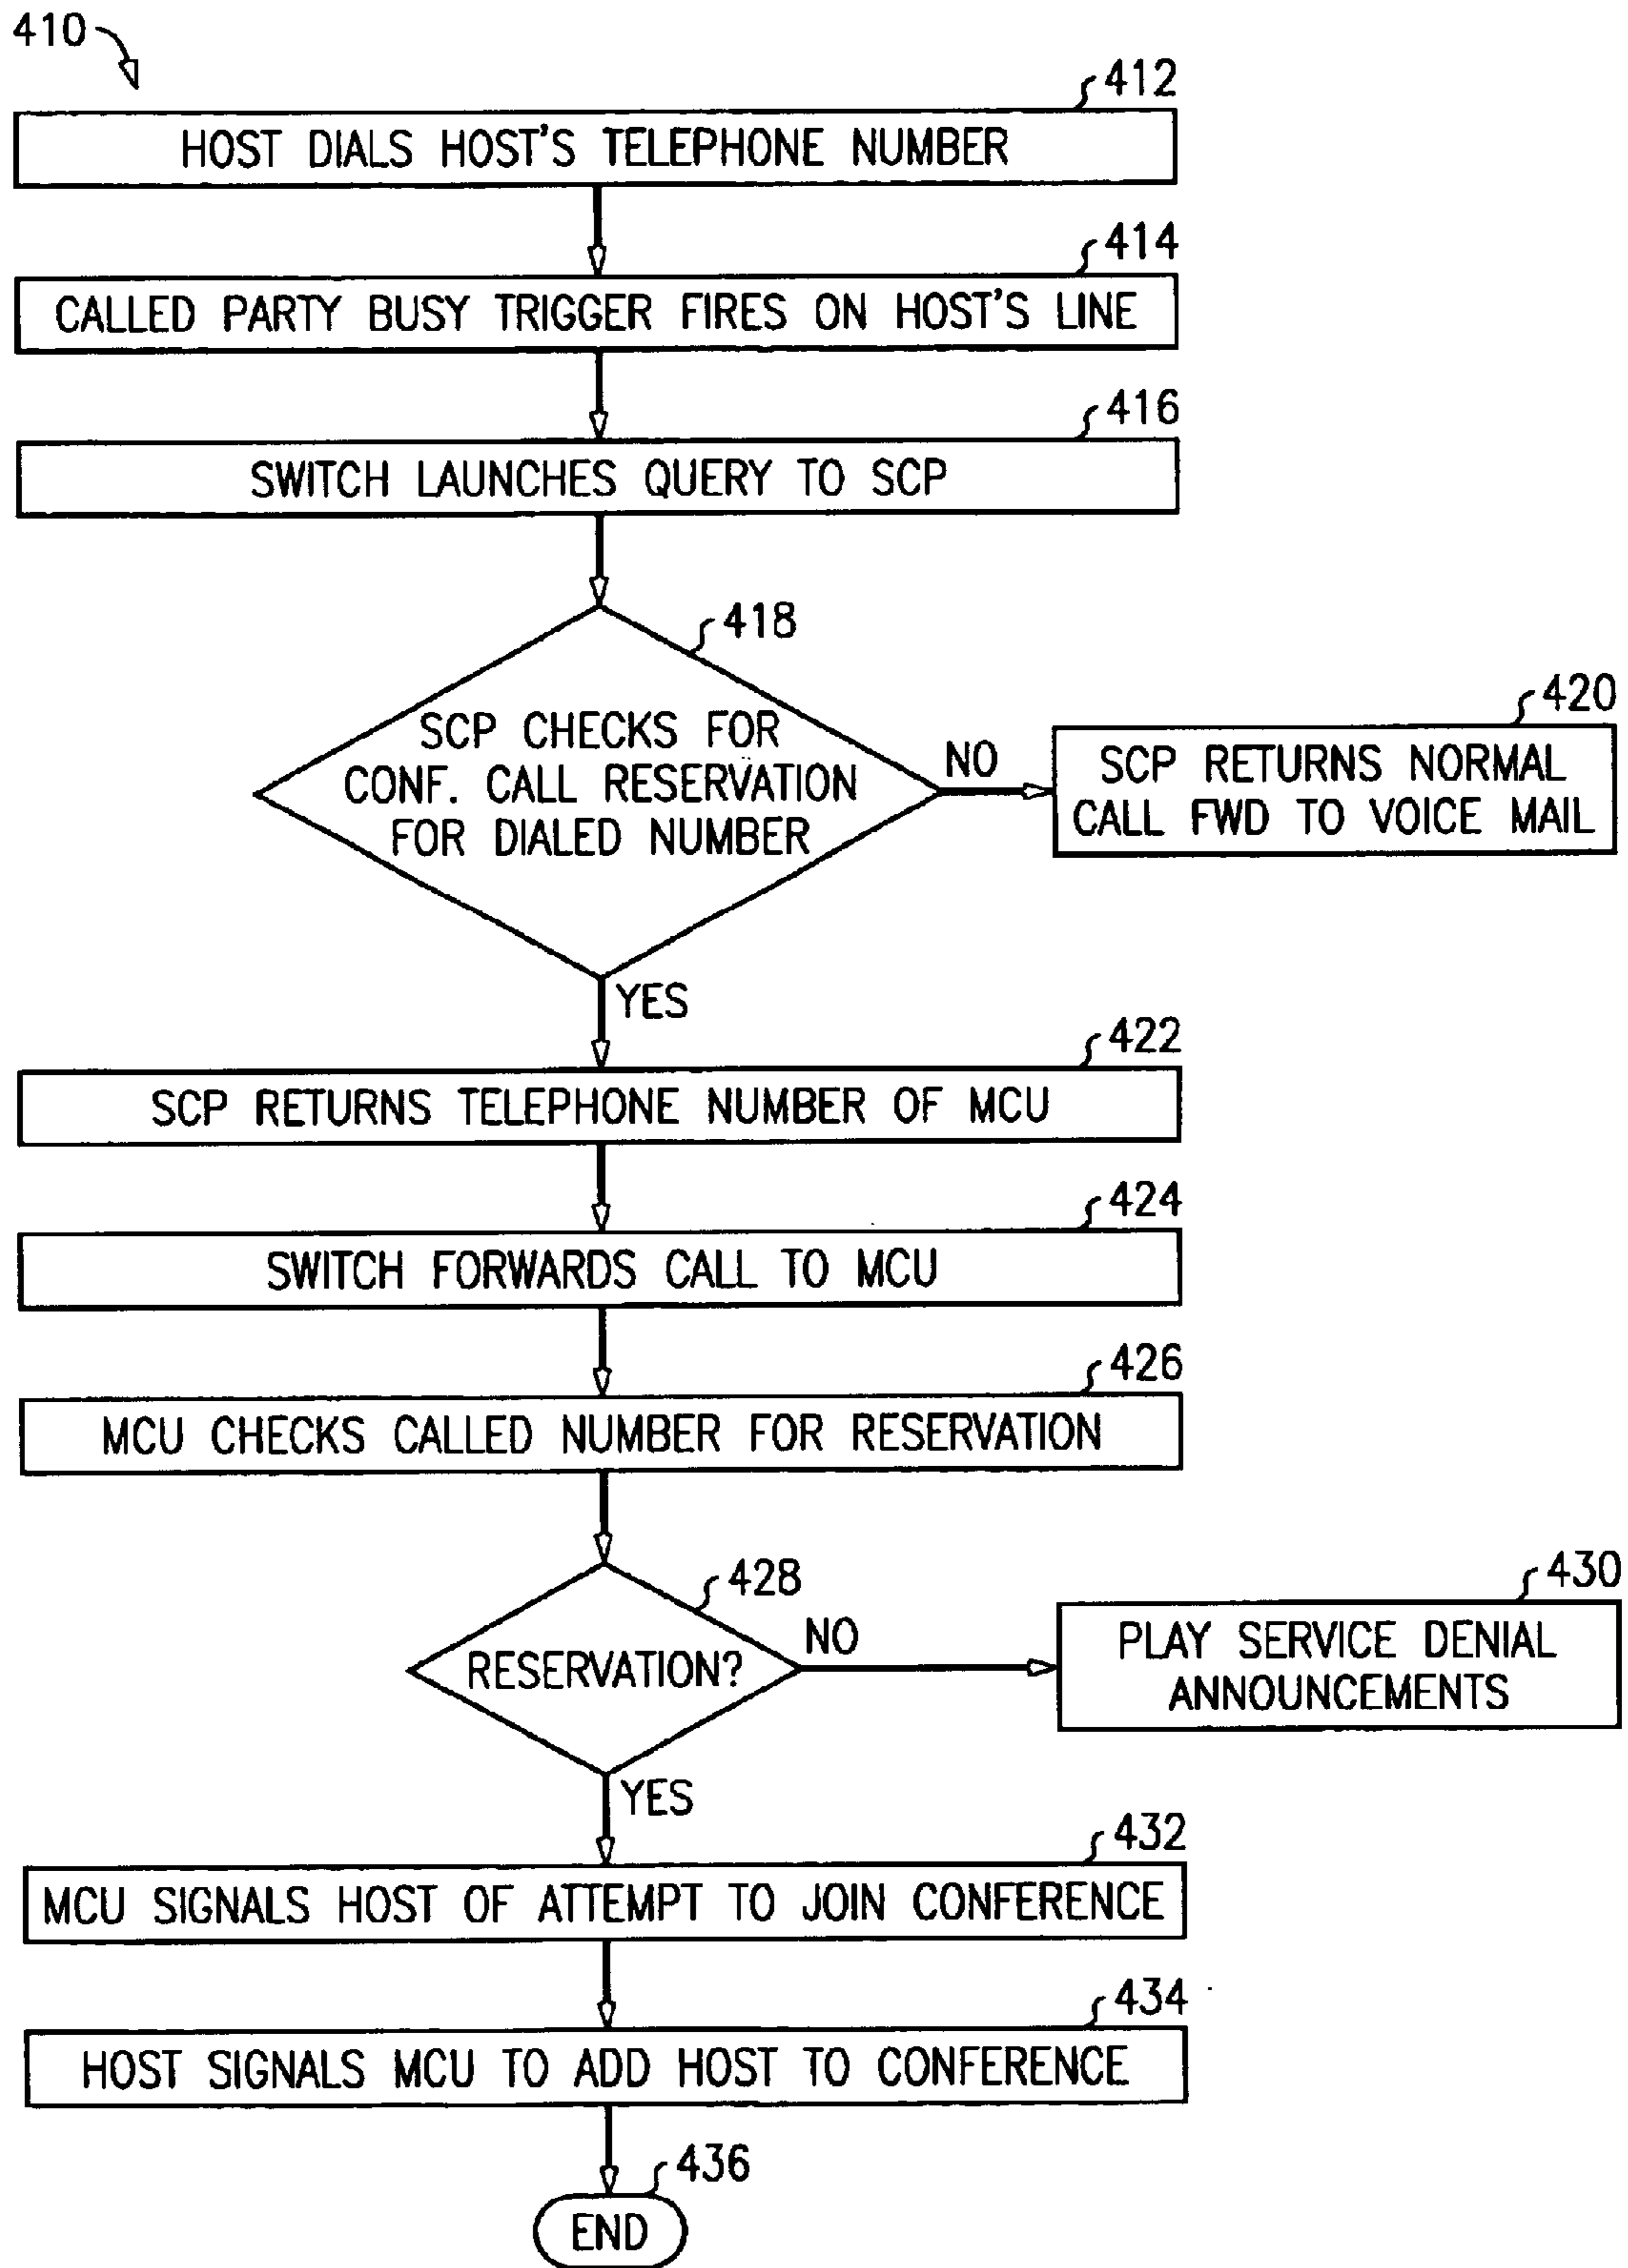 410
412
HOST DIALS HOST'S TELEPHONE NUMBER
414
CALLED PARTY BUSY TRIGGER FIRES ON HOST'S LINE
416
SWITCH LAUNCHES QUERY TO SCP
418
SCP CHECKS FOR
CONF. CALL RESERVATION
FOR DIALED NUMBER
NO
420
SCP RETURNS NORMAL
CALL FWD TO VOICE MAIL
YES
422
SCP RETURNS TELEPHONE NUMBER OF MCU
424
SWITCH FORWARDS CALL TO MCU
426
MCU CHECKS CALLED NUMBER FOR RESERVATION
428
RESERVATION?
NO
430
PLAY SERVICE DENIAL
ANNOUNCEMENTS
YES
432
MCU SIGNALS HOST OF ATTEMPT TO JOIN CONFERENCE
434
HOST SIGNALS MCU TO ADD HOST TO CONFERENCE
436
END